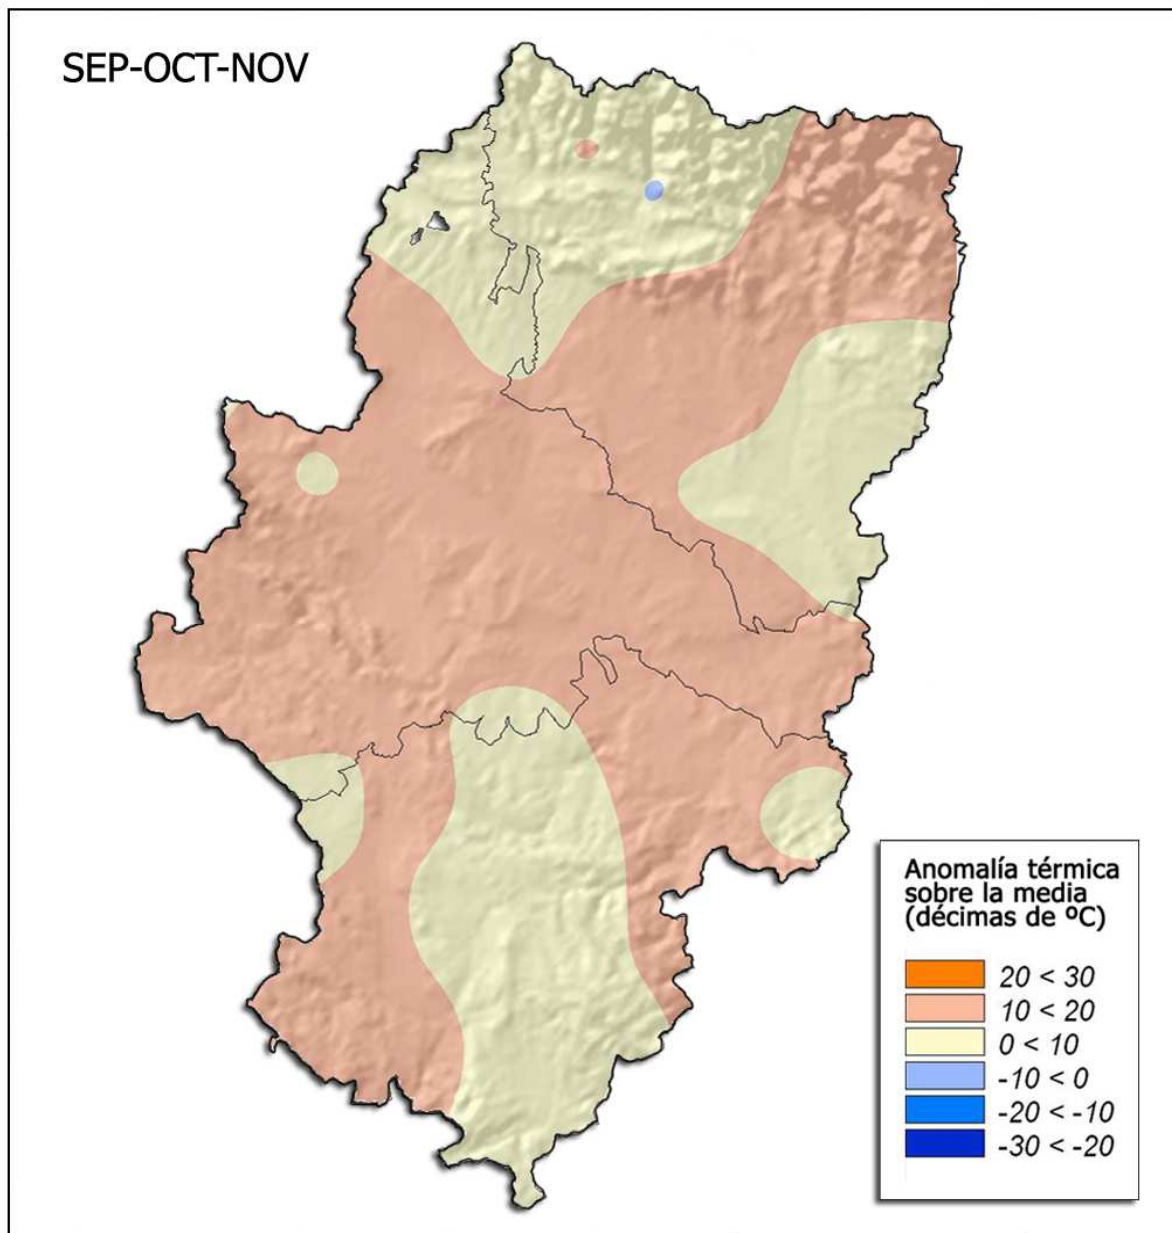 SEP-OCT-NOV
Anomalía térmica
sobre la media
(décimas de ºC)
20 < 30
10 < 20
0 < 10
-10 < 0
-20 < -10
-30 < -20